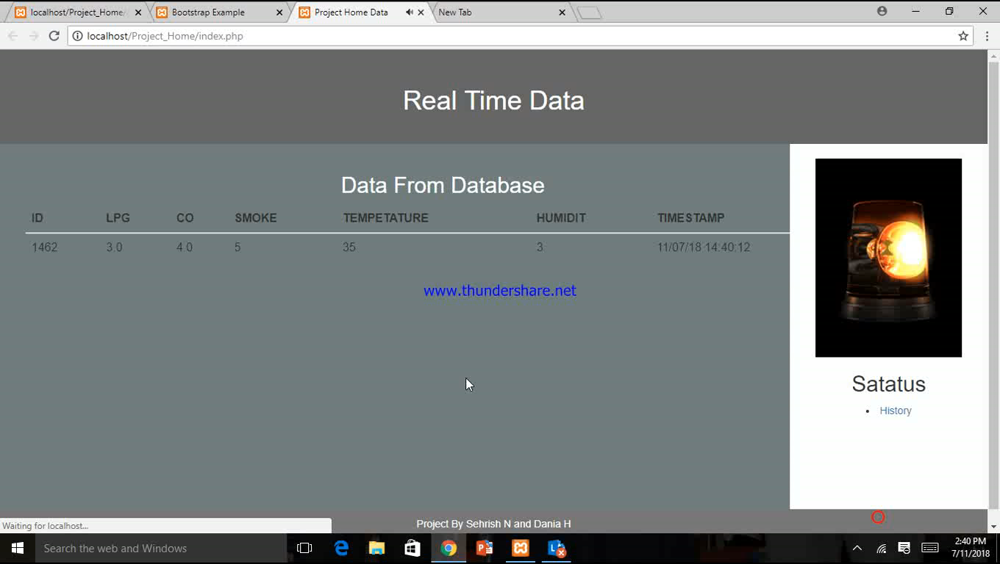 localhost/Project_Home/
Bootstrap Example
Project Home Data
New Tab
localhost/Project_Home/index.php
Real Time Data
Data From Database
ID LPG CO SMOKE TEMPETATURE HUMIDIT TIMESTAMP
1462 3.0 4.0 5 35 3 11/07/18 14:40:12
www.thundershare.net
Satatus
History
Waiting for localhost...
Project By Sehrish N and Dania H
Search the web and Windows
2:40 PM
7/11/2018